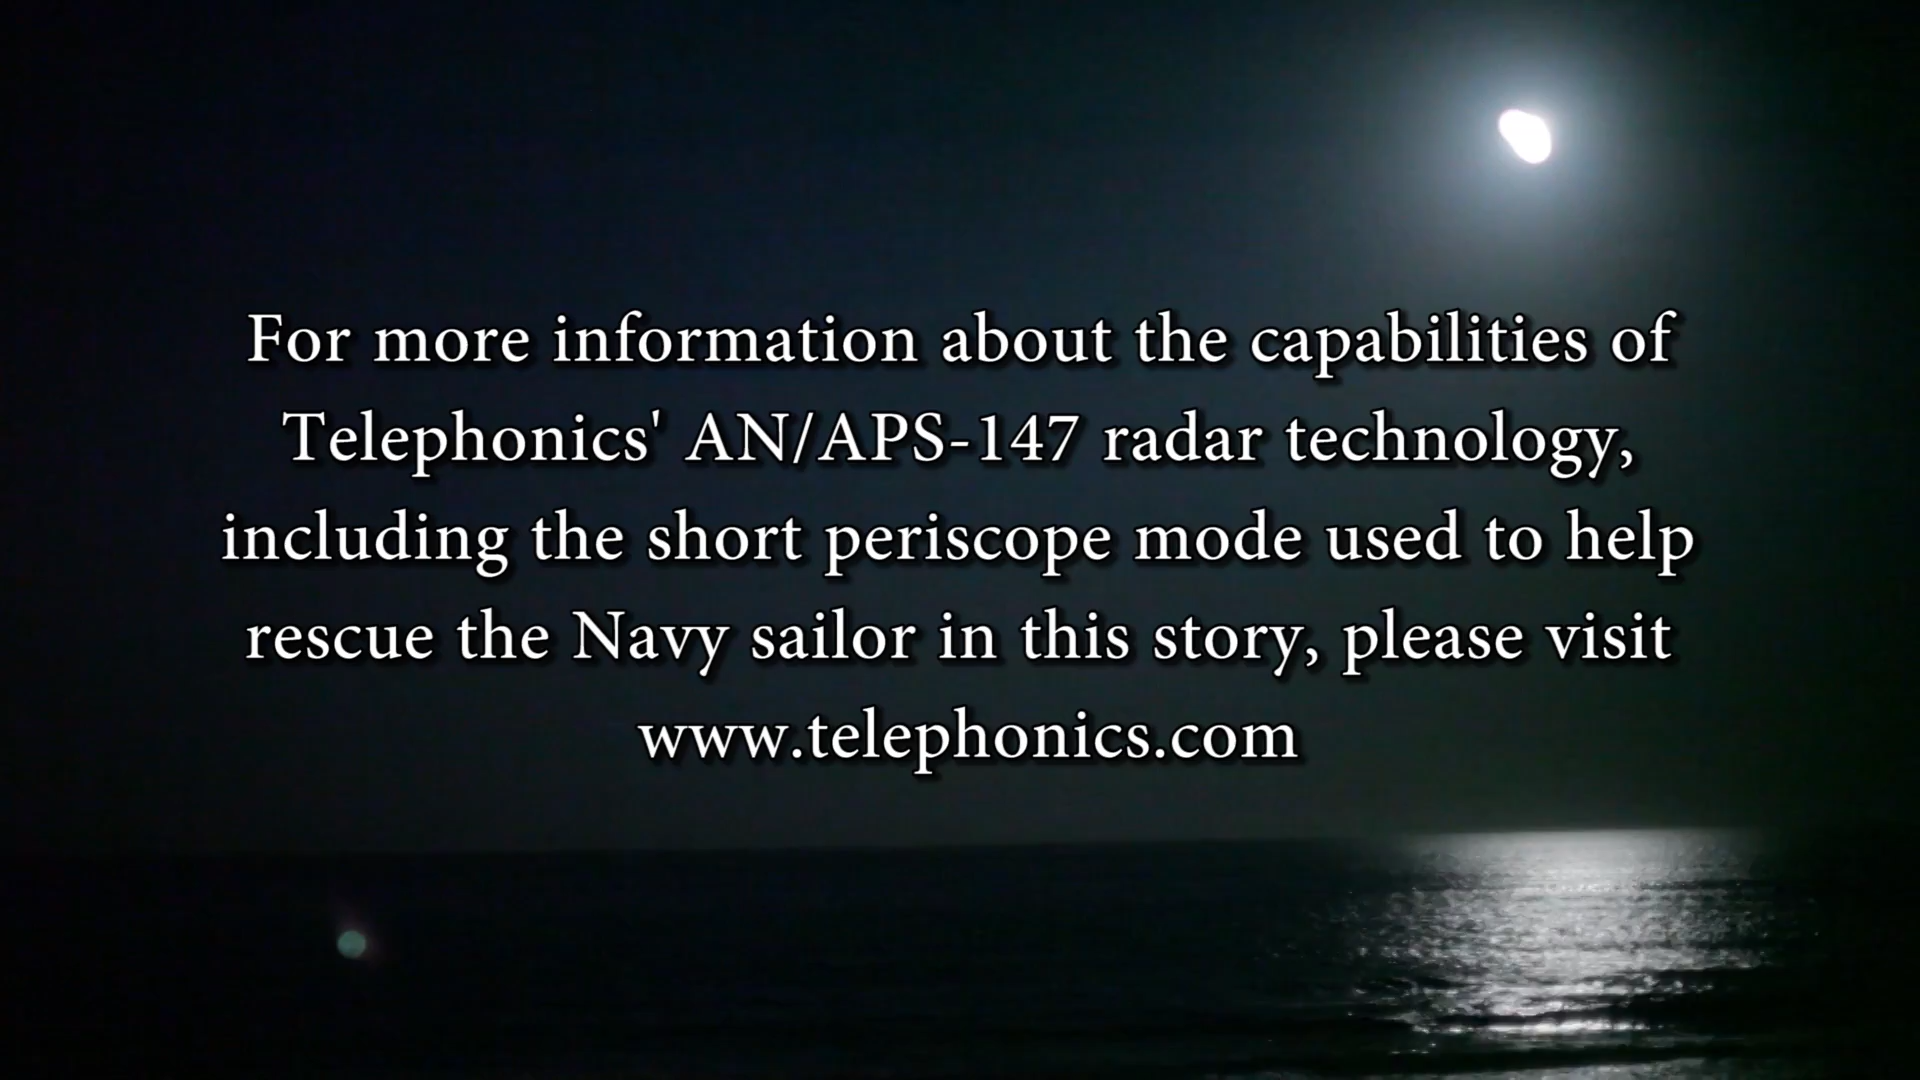 For more information about the capabilities of
Telephonics' AN/APS-147 radar technology,
including the short periscope mode used to help
rescue the Navy sailor in this story, please visit
www.telephonics.com